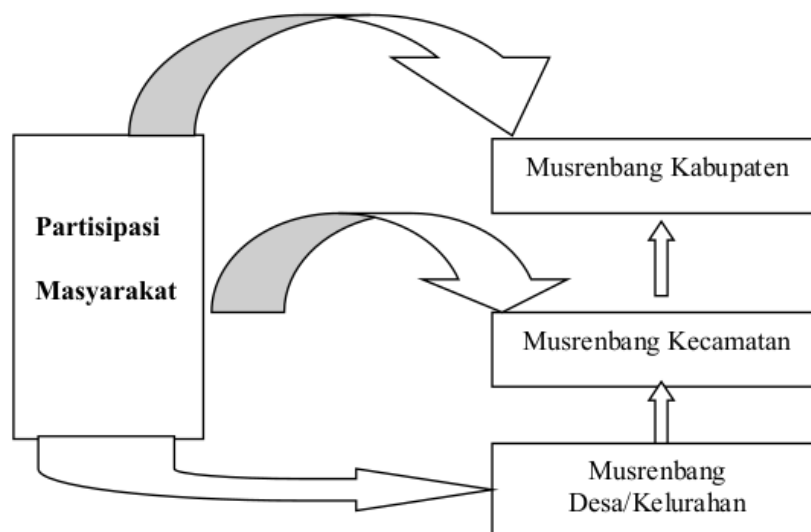 Partisipasi
Masyarakat
Musrenbang Kabupaten
Musrenbang Kecamatan
Musrenbang
Desa/Kelurahan